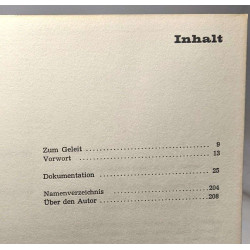 Inhalt
Zum Geleit 9
Vorwort 13
Dokumentation 25
Namenverzeichnis 204
Über den Autor 208